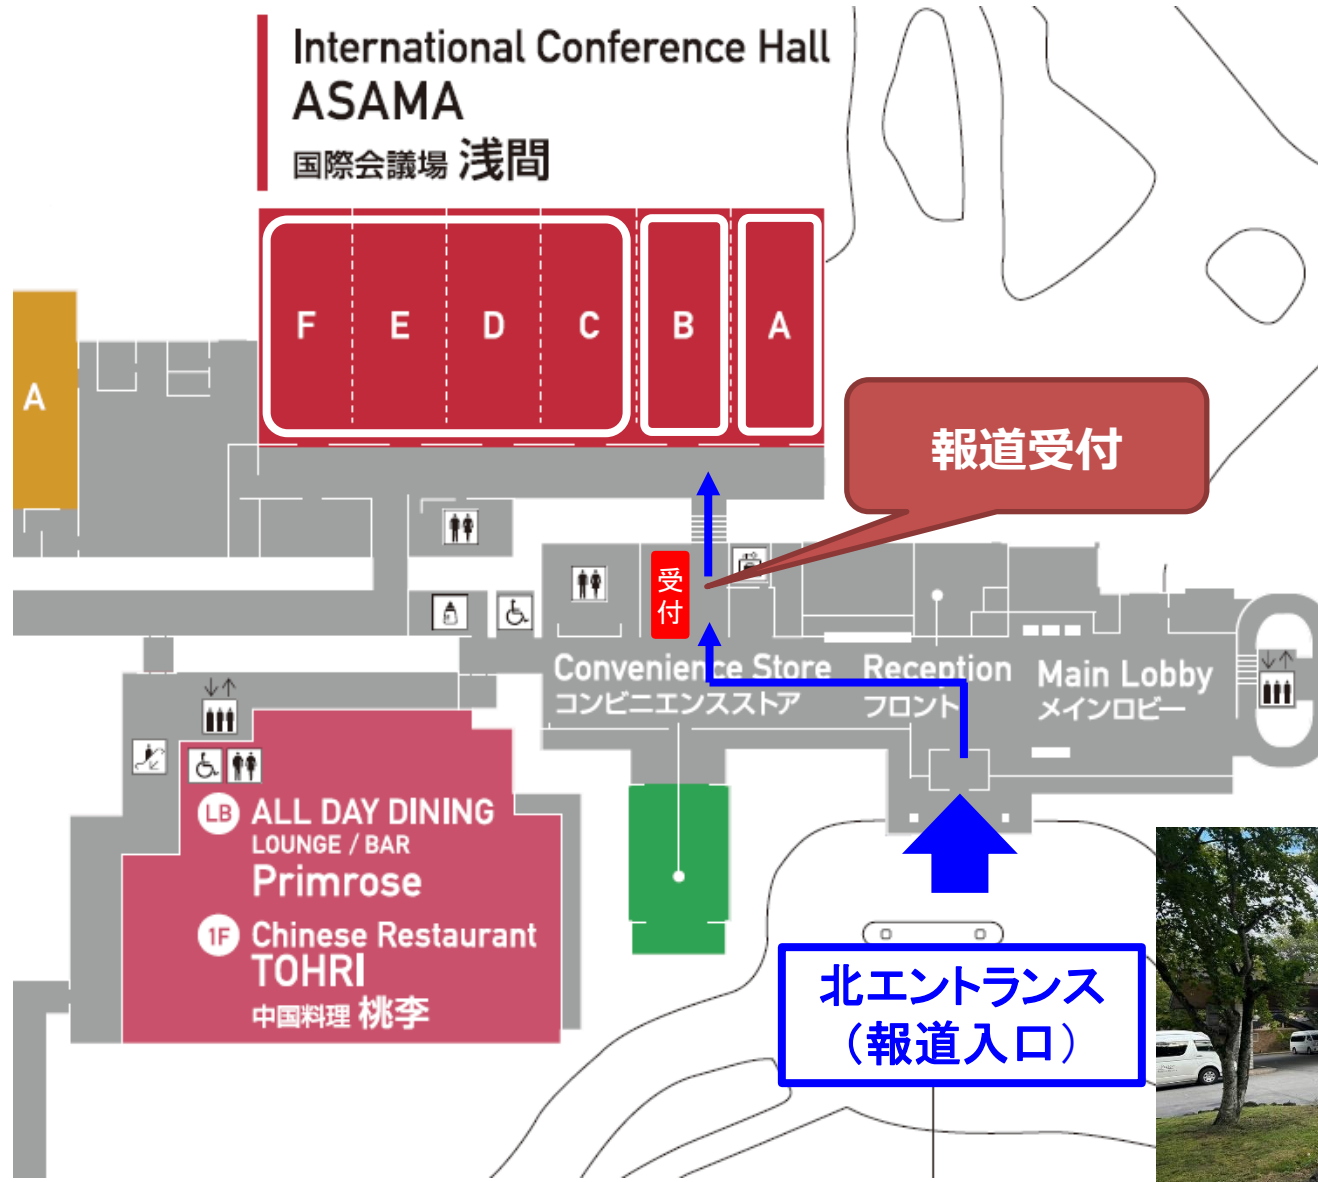 International Conference Hall
ASAMA
国際会議場 浅間
F
E
D
C
B
A
A
報道受付
受付
Convenience Store
コンビニエンスストア
Reception
フロント
Main Lobby
メインロビー
LB ALL DAY DINING
LOUNGE / BAR
Primrose
1F Chinese Restaurant
TOHRI
中国料理 桃李
北エントランス
（報道入口）